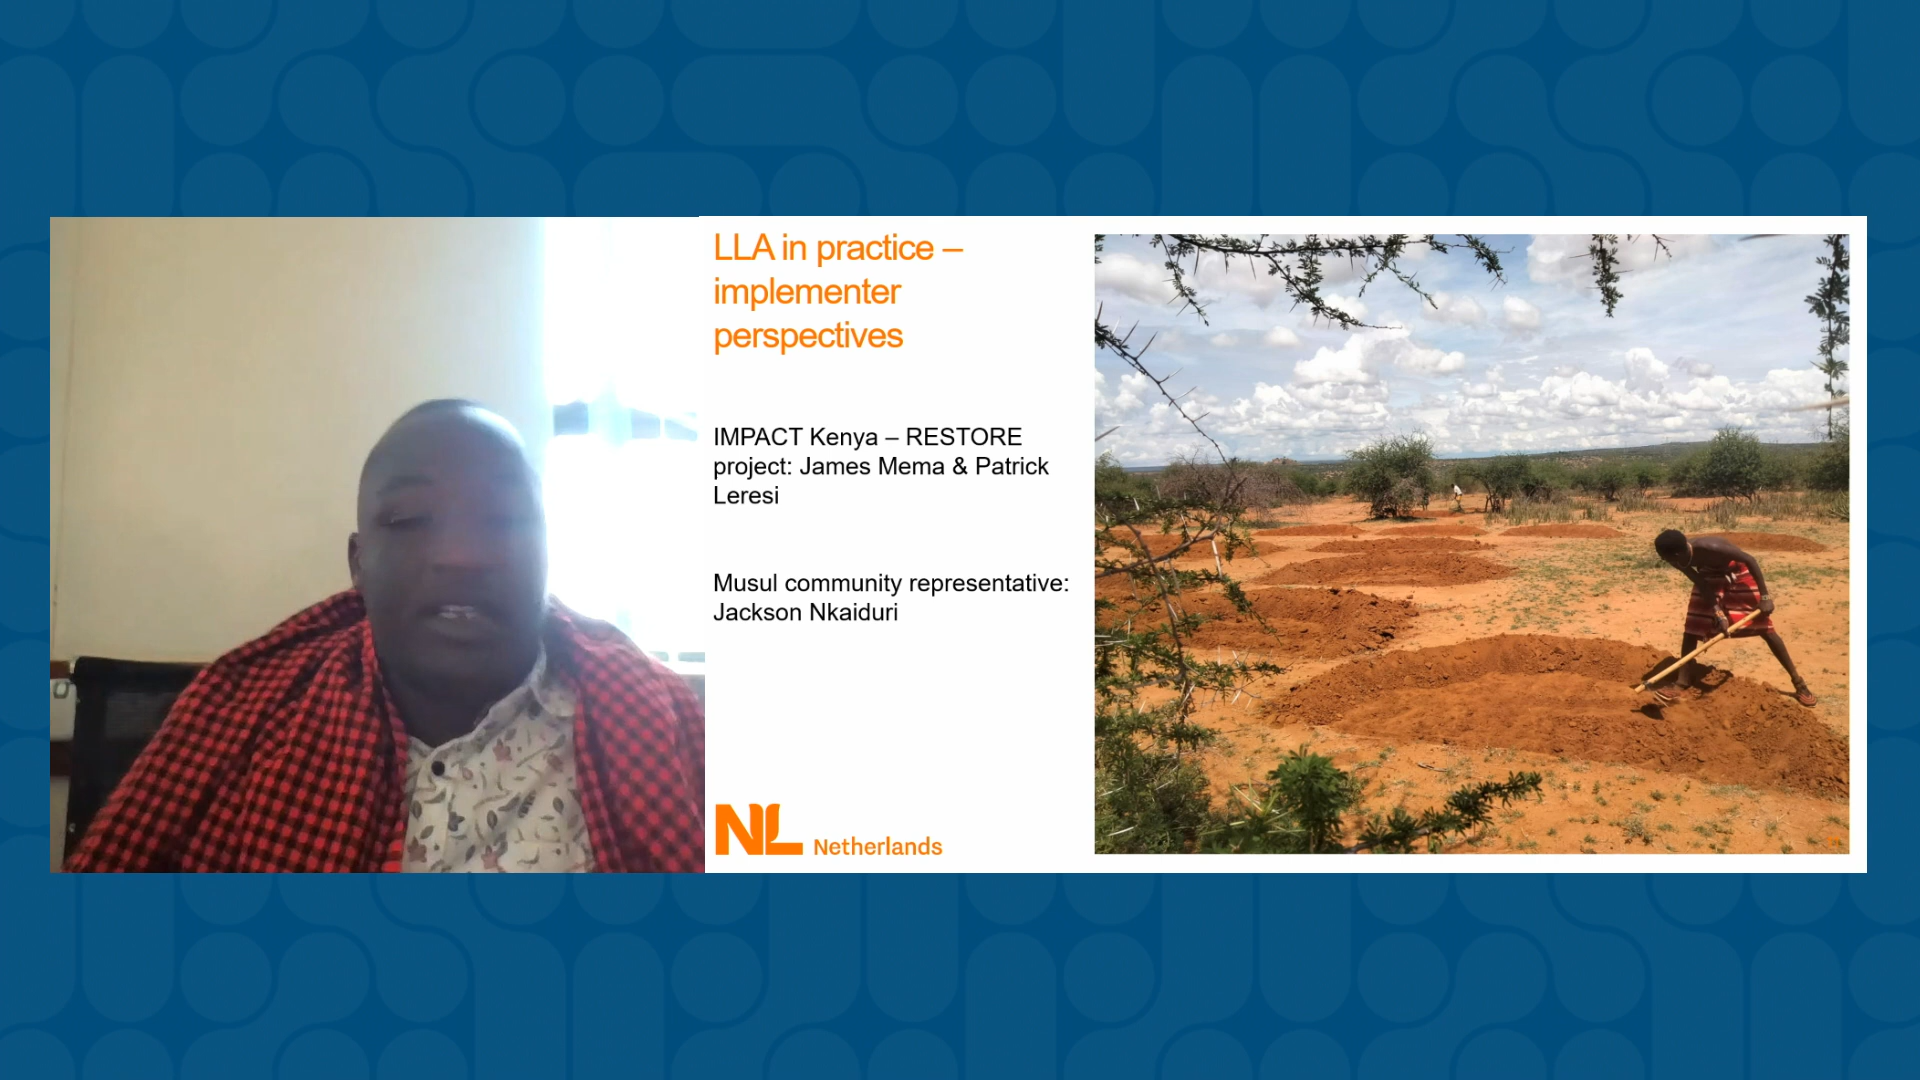 LLA in practice –
implementer
perspectives
IMPACT Kenya – RESTORE
project: James Mema & Patrick
Leresi
Musul community representative:
Jackson Nkaiduri
NL Netherlands